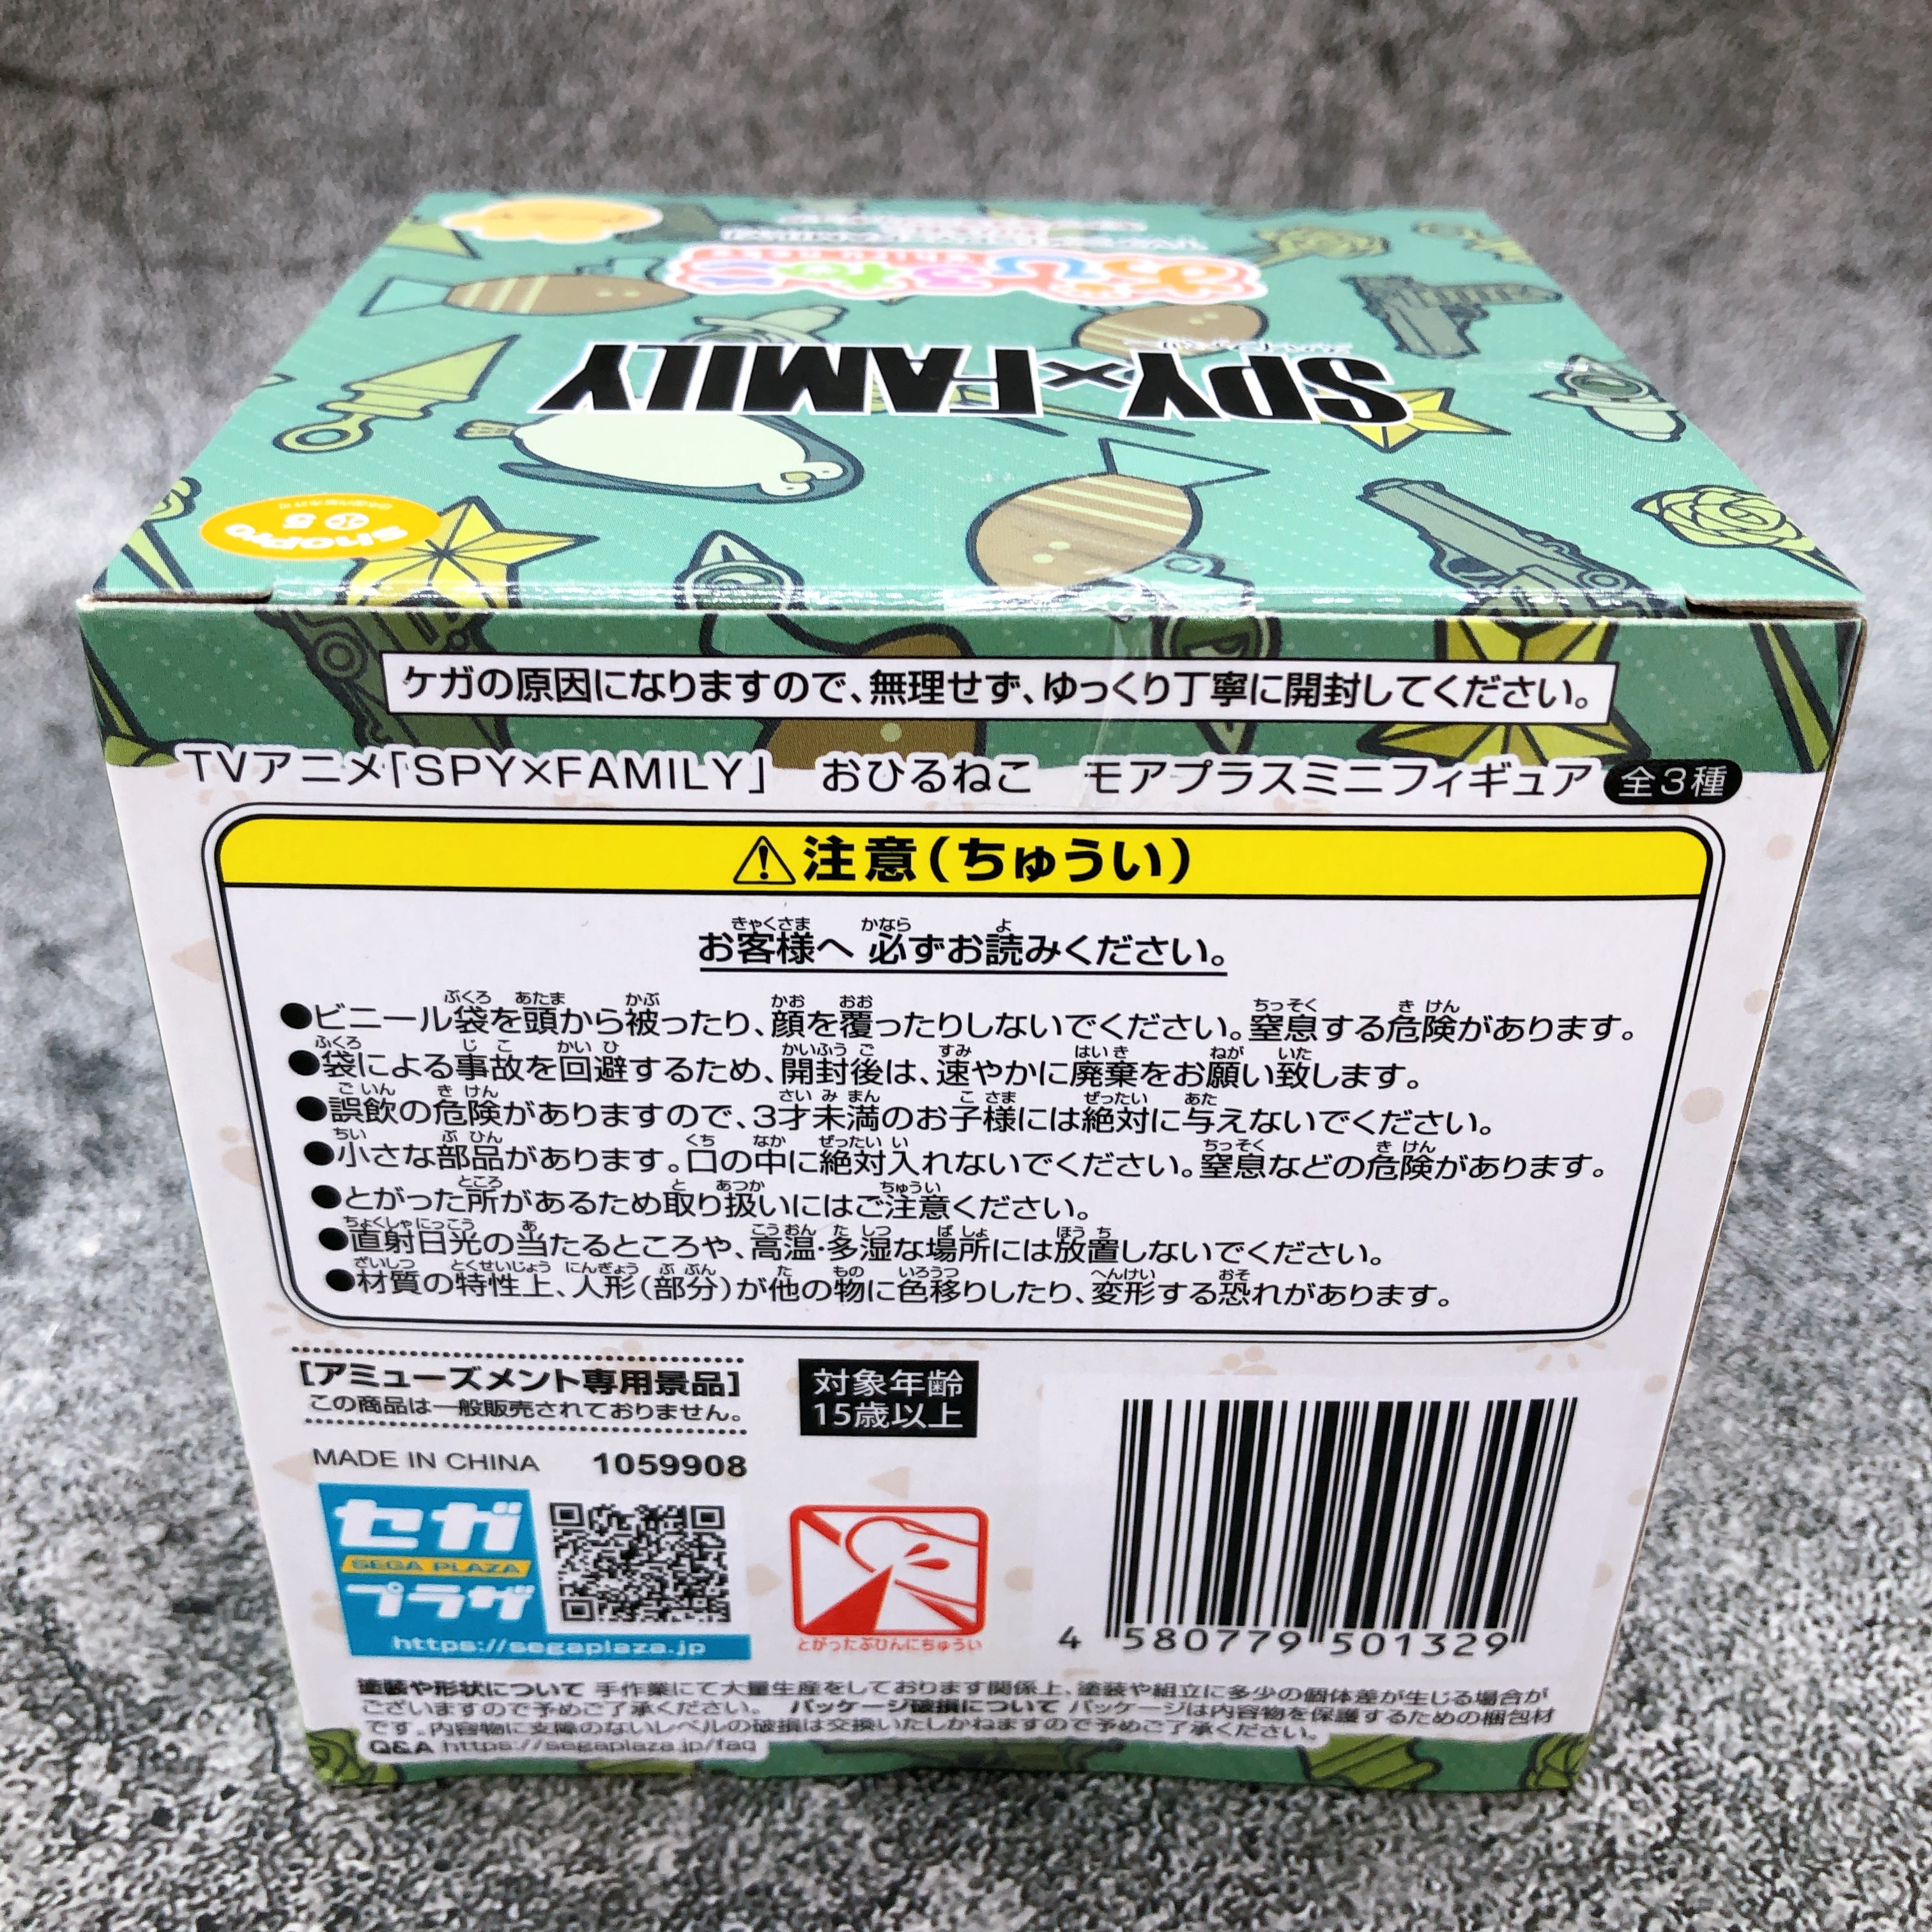 おひるねこ
ohiruneko
SPY×FAMILY
ShoPro
ケガの原因になりますので、無理せず、ゆっくり丁寧に開封してください。
TVアニメ「SPY×FAMILY」 おひるねこ モアプラスミニフィギュア 全3種
⚠注意(ちゅうい)
お客様へ 必ずお読みください。
●ビニール袋を頭から被ったり、顔を覆ったりしないでください。窒息する危険があります。
●袋による事故を回避するため、開封後は、速やかに廃棄をお願い致します。
●誤飲の危険がありますので、3才未満のお子様には絶対に与えないでください。
●小さな部品があります。口の中に絶対入れないでください。窒息などの危険があります。
●とがった所があるため取り扱いにはご注意ください。
●直射日光の当たるところや、高温・多湿な場所には放置しないでください。
●材質の特性上、人形(部分)が他の物に色移りしたり、変形する恐れがあります。
[アミューズメント専用景品]
この商品は一般販売されておりません。
対象年齢
15歳以上
MADE IN CHINA 1059908
セガ
SEGA PLAZA
プラザ
https://segaplaza.jp
とがったぶひんにちゅうい
4 580779 501329
塗装や形状について 手作業にて大量生産をしております関係上、塗装や組立に多少の個体差が生じる場合が
ございますので予めご了承ください。 パッケージ破損について パッケージは内容物を保護するための梱包材
です。内容物に支障のないレベルの破損は交換いたしかねますので予めご了承ください。
Q&A https://segaplaza.jp/faq